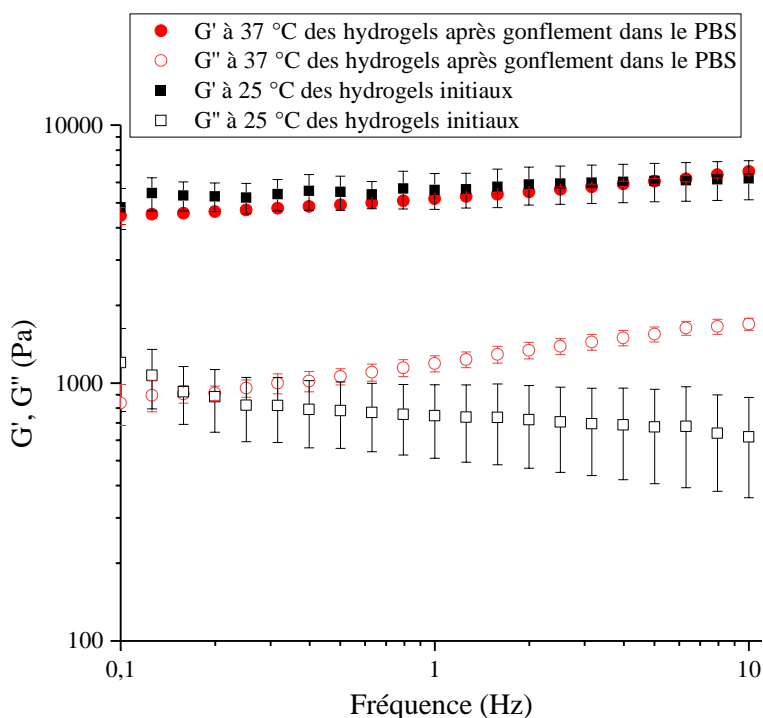 G' à 37 °C des hydrogels après gonflement dans le PBS
G'' à 37 °C des hydrogels après gonflement dans le PBS
G' à 25 °C des hydrogels initiaux
G'' à 25 °C des hydrogels initiaux
10000
1000
100
G', G'' (Pa)
0,1
1
10
Fréquence (Hz)